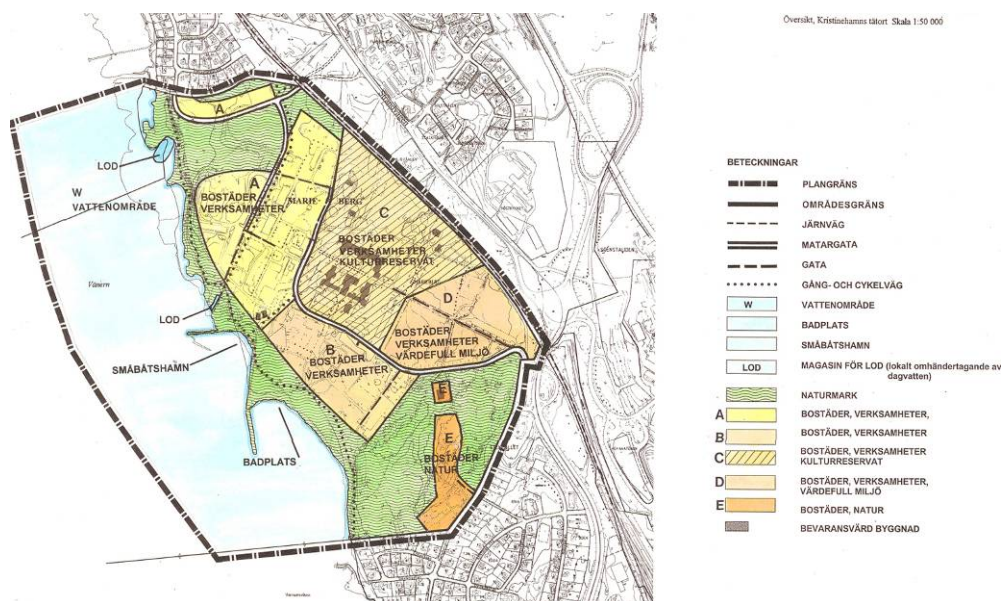 Översikt, Kristinehamns tätort Skala 1:50 000
A
LOD
W
VATTENOMRÅDE
A
BOSTÄDER
VERKSAMHETER
MARIE-
BERG
C
BOSTÄDER
VERKSAMHETER
KULTURRESERVAT
Vänern
LOD
D
BOSTÄDER
VERKSAMHETER
VÄRDEFULL MILJÖ
SMÅBÅTSHAMN
B
BOSTÄDER
VERKSAMHETER
E
E
BOSTÄDER
NATUR
BADPLATS
BETECKNINGAR
PLANGRÄNS
OMRÅDESGRÄNS
JÄRNVÄG
MATARGATA
GATA
GÅNG- OCH CYKELVÄG
W VATTENOMRÅDE
BADPLATS
SMÅBÅTSHAMN
LOD MAGASIN FÖR LOD (lokalt omhändertagande av
dagvatten)
NATURMARK
A BOSTÄDER, VERKSAMHETER,
B BOSTÄDER, VERKSAMHETER
C BOSTÄDER, VERKSAMHETER
KULTURRESERVAT
D BOSTÄDER, VERKSAMHETER,
VÄRDEFULL MILJÖ
E BOSTÄDER, NATUR
BEVARANSVÄRD BYGGNAD